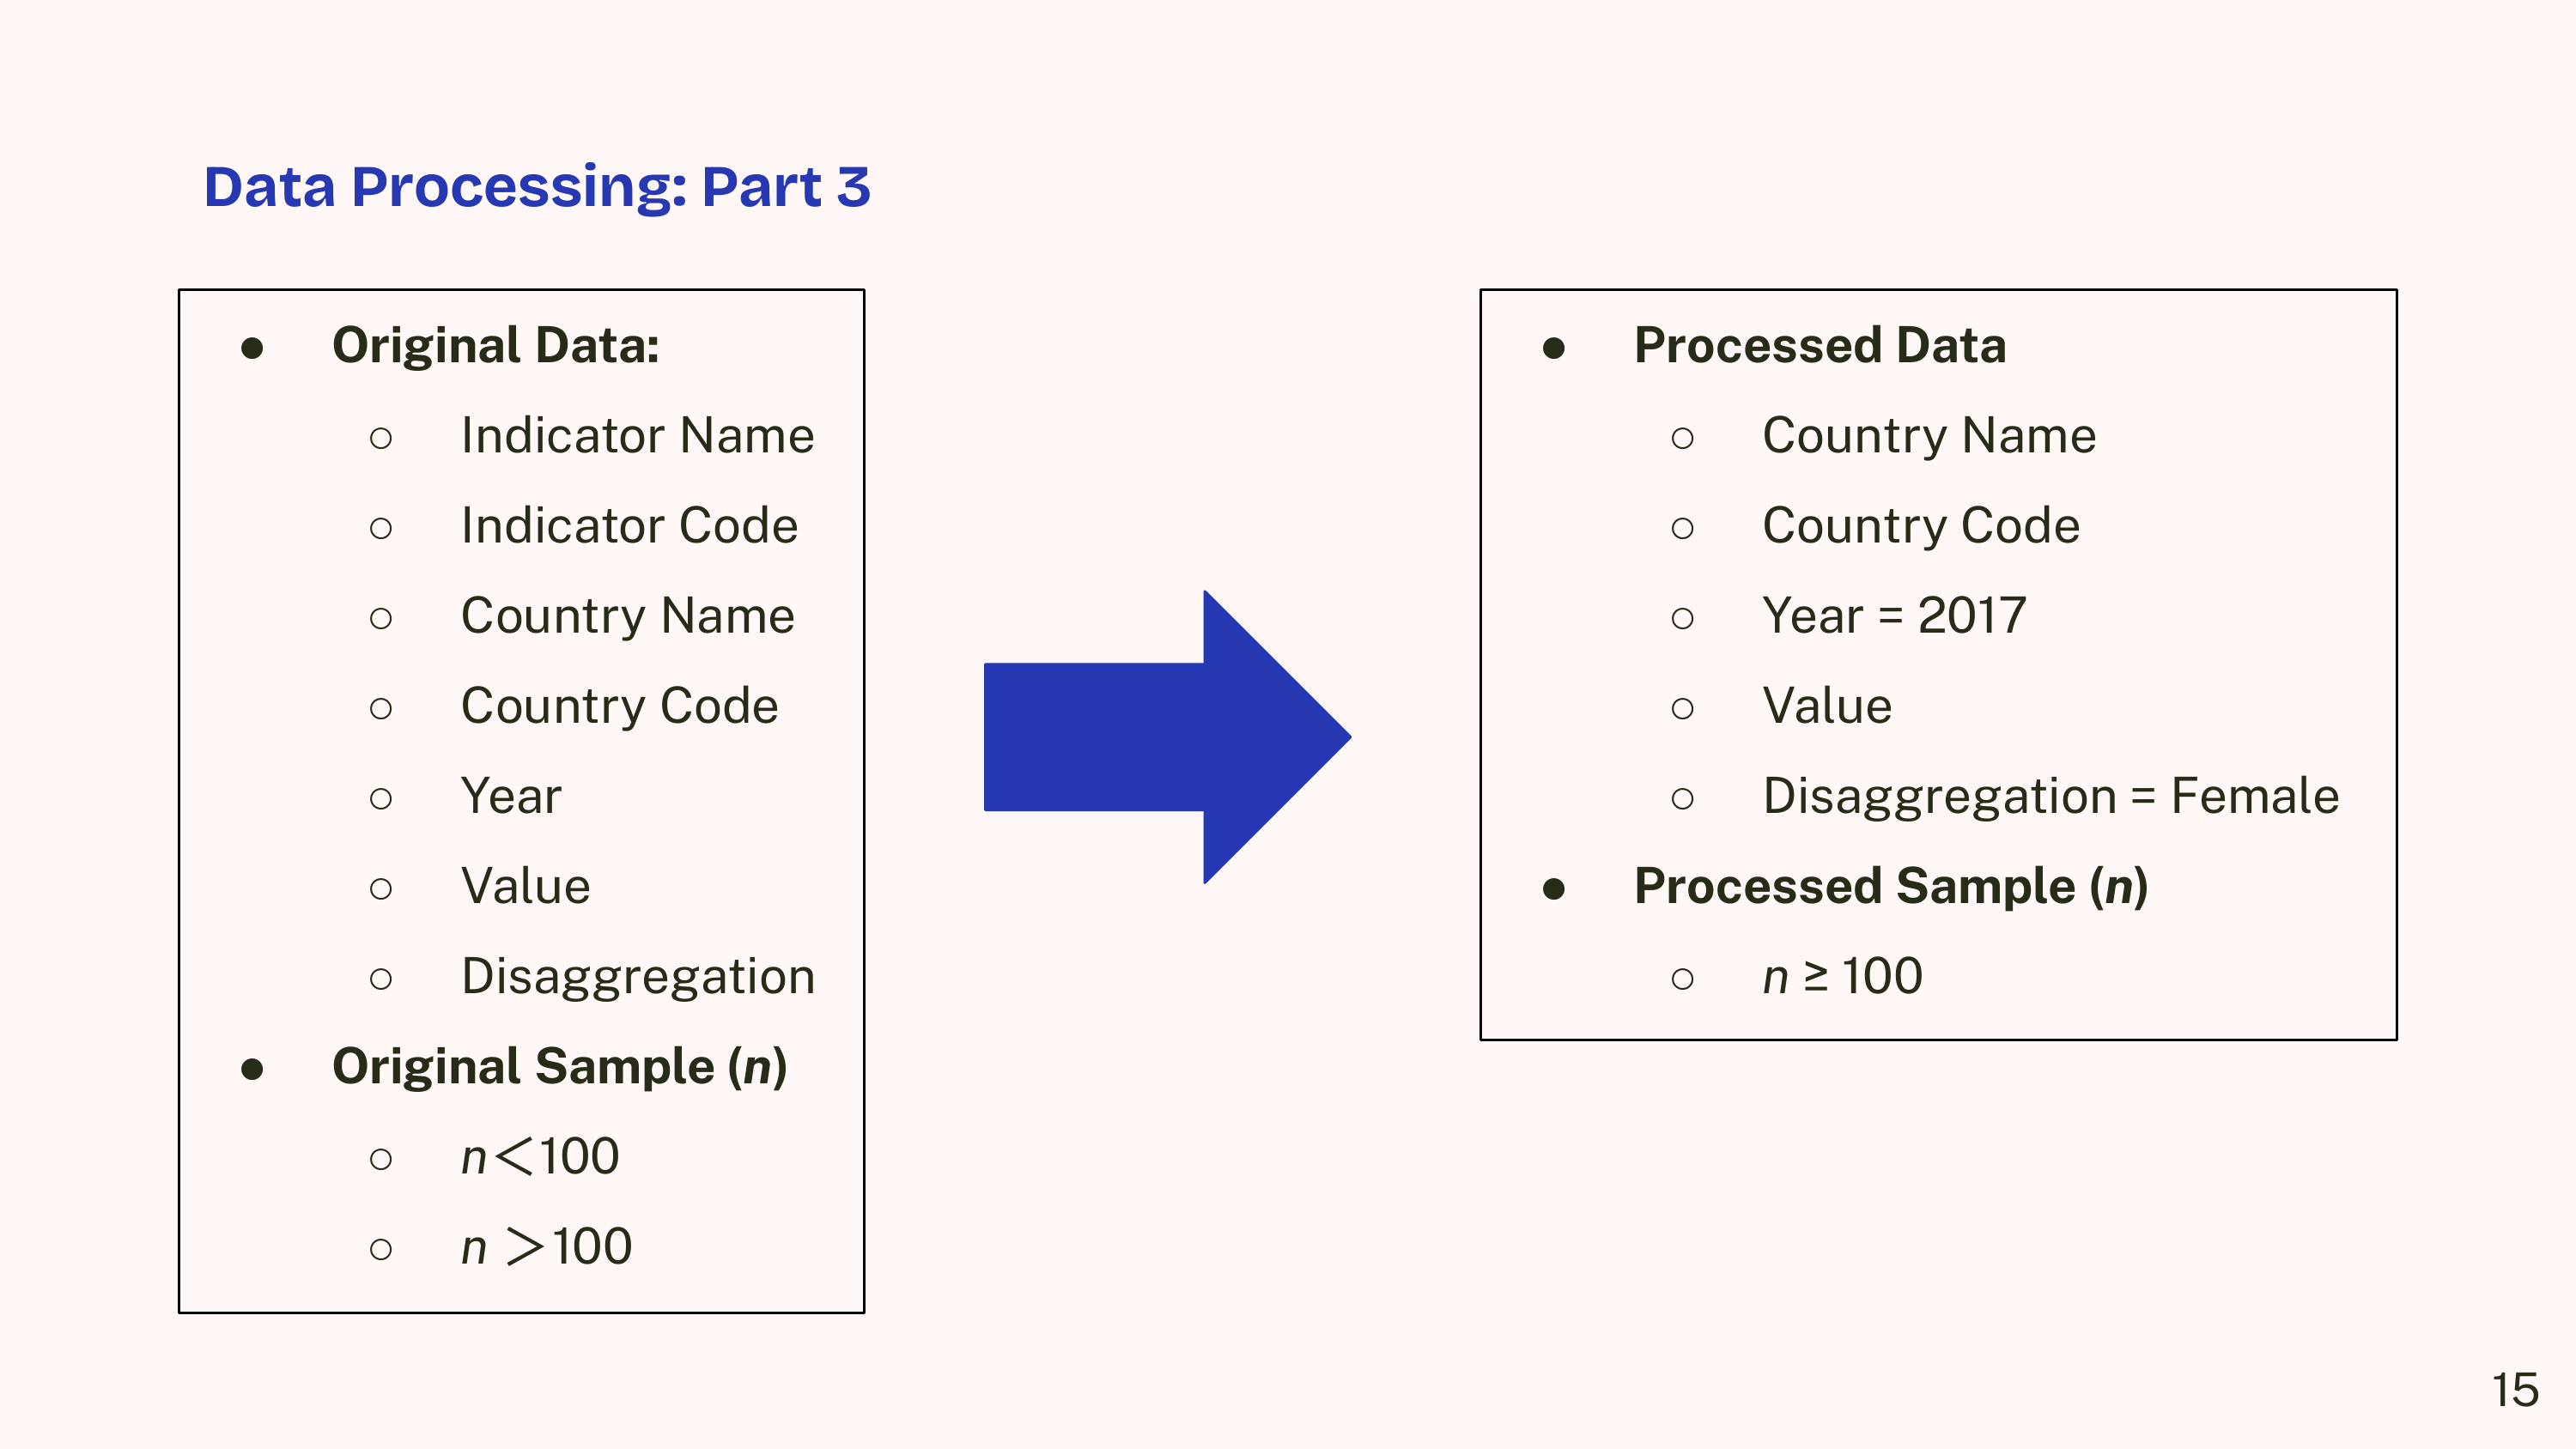 Data Processing: Part 3
● Original Data:
○ Indicator Name
○ Indicator Code
○ Country Name
○ Country Code
○ Year
○ Value
○ Disaggregation
● Original Sample (n)
○ n＜100
○ n ＞100
● Processed Data
○ Country Name
○ Country Code
○ Year = 2017
○ Value
○ Disaggregation = Female
● Processed Sample (n)
○ n ≥ 100
15